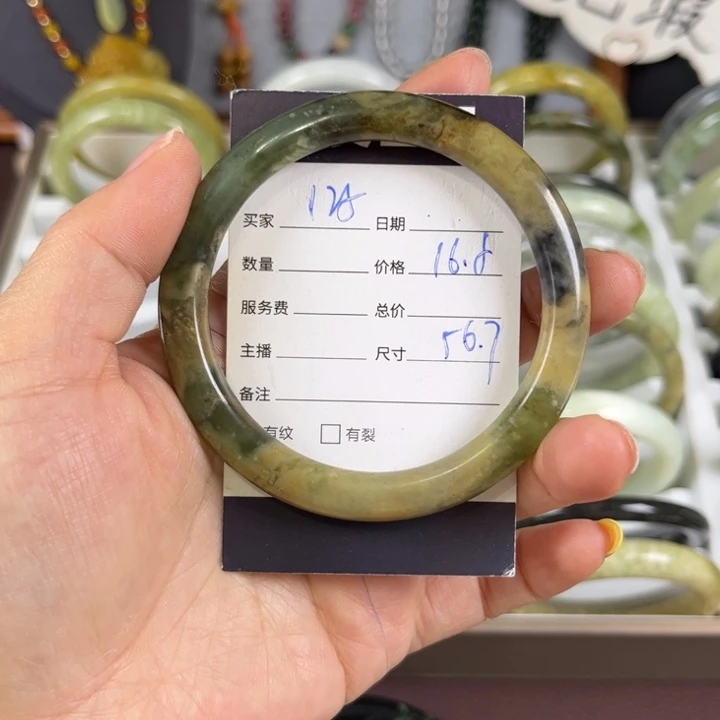 买家 128 日期
数量 价格 16.8
服务费 总价
主播 尺寸 56.7
备注
有纹 □ 有裂